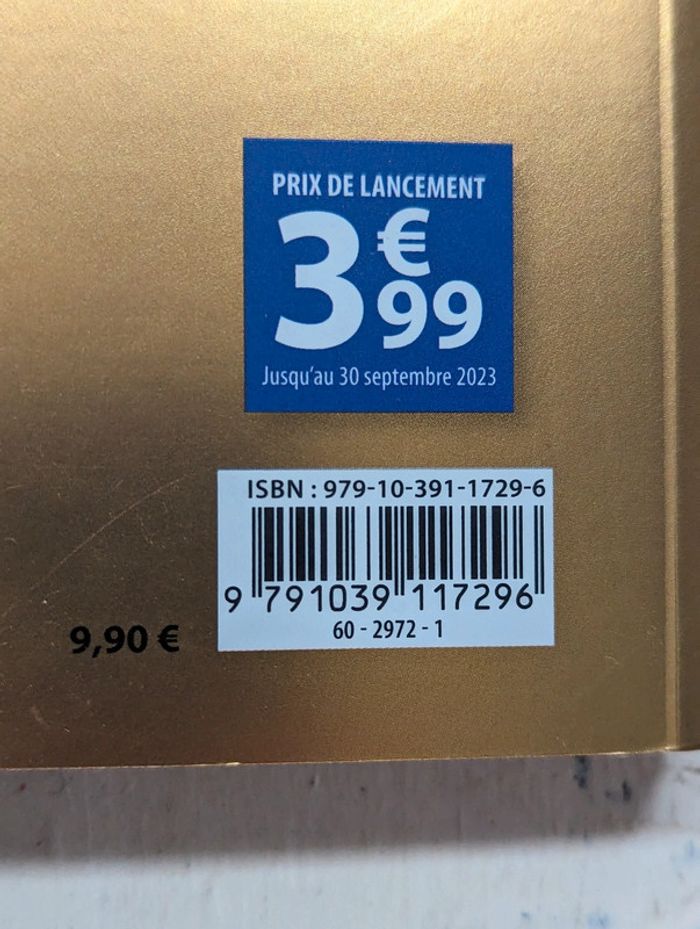 PRIX DE LANCEMENT
3€99
Jusqu'au 30 septembre 2023
ISBN : 979-10-391-1729-6
9 791039 117296
60 - 2972 - 1
9,90 €